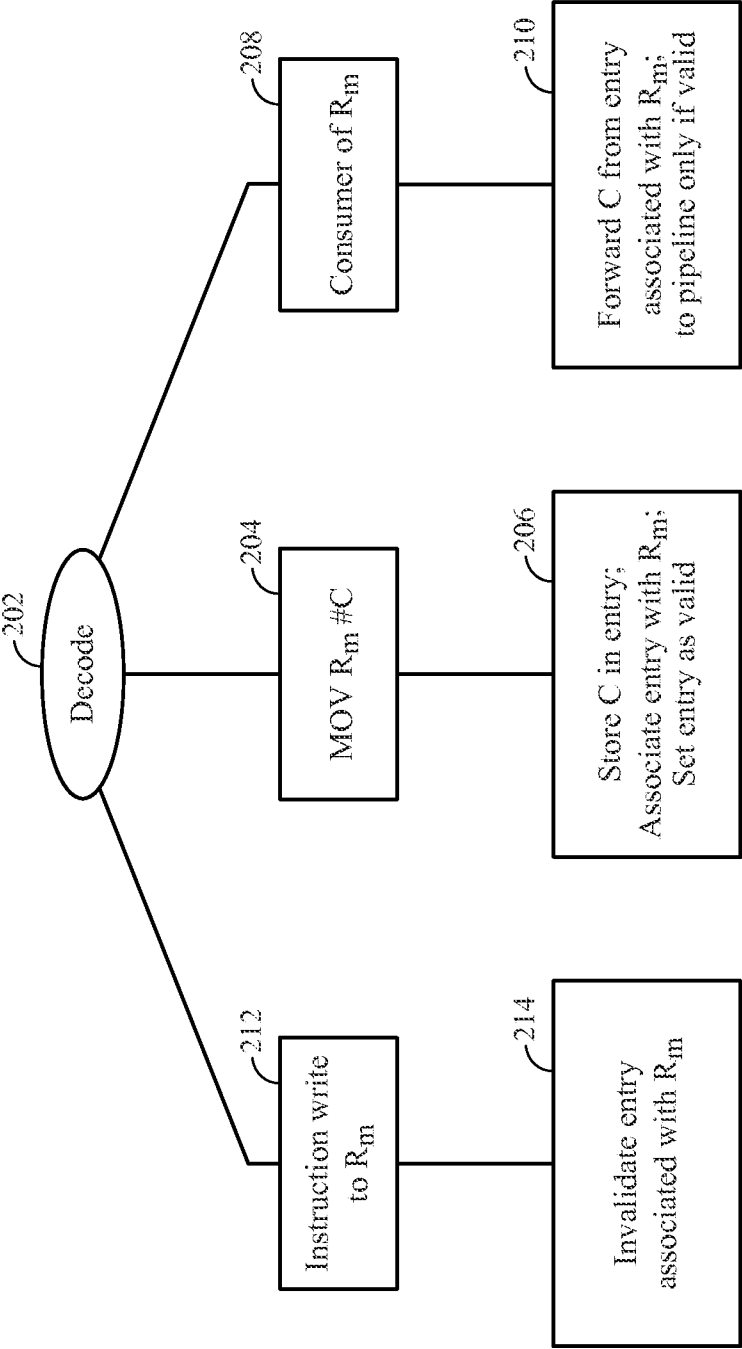 202
Decode
212
Instruction write
to Rm
204
MOV Rm #C
208
Consumer of Rm
214
Invalidate entry
associated with Rm
206
Store C in entry;
Associate entry with Rm;
Set entry as valid
210
Forward C from entry
associated with Rm;
to pipeline only if valid